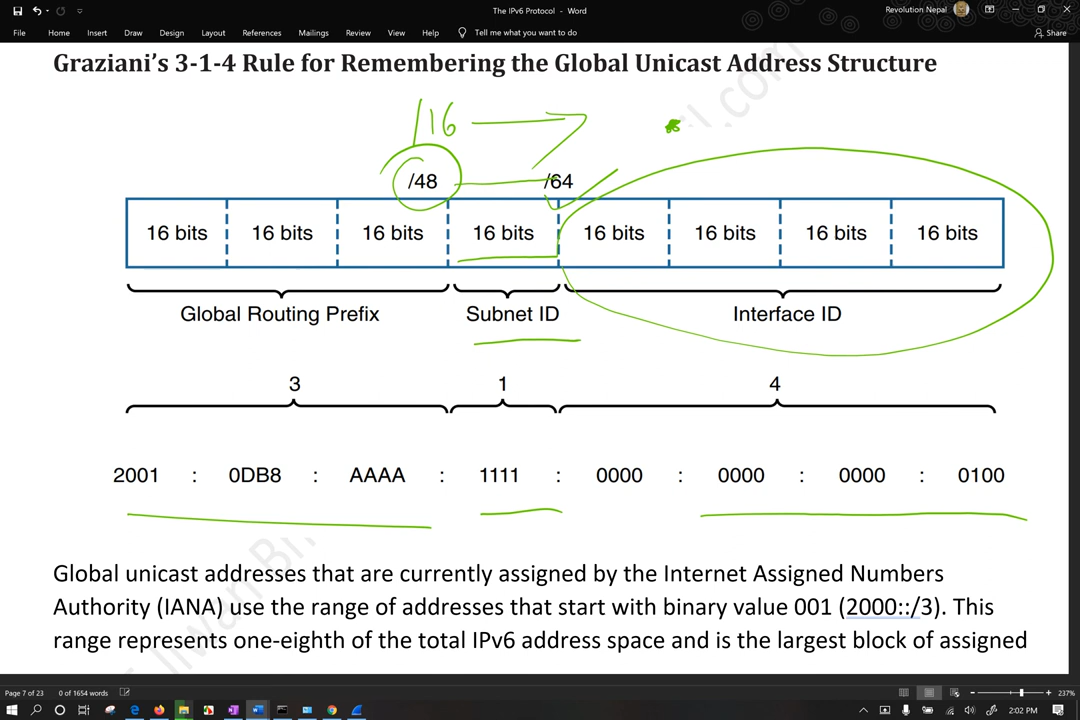 The IPv6 Protocol - Word
Revolution Nepal
File Home Insert Draw Design Layout References Mailings Review View Help Tell me what you want to do Share
Graziani's 3-1-4 Rule for Remembering the Global Unicast Address Structure
/16
/48 /64
16 bits 16 bits 16 bits 16 bits 16 bits 16 bits 16 bits 16 bits
Global Routing Prefix Subnet ID Interface ID
3 1 4
2001 : 0DB8 : AAAA : 1111 : 0000 : 0000 : 0000 : 0100
Global unicast addresses that are currently assigned by the Internet Assigned Numbers
Authority (IANA) use the range of addresses that start with binary value 001 (2000::/3). This
range represents one-eighth of the total IPv6 address space and is the largest block of assigned
Page 7 of 23 0 of 1654 words 237%
2:02 PM